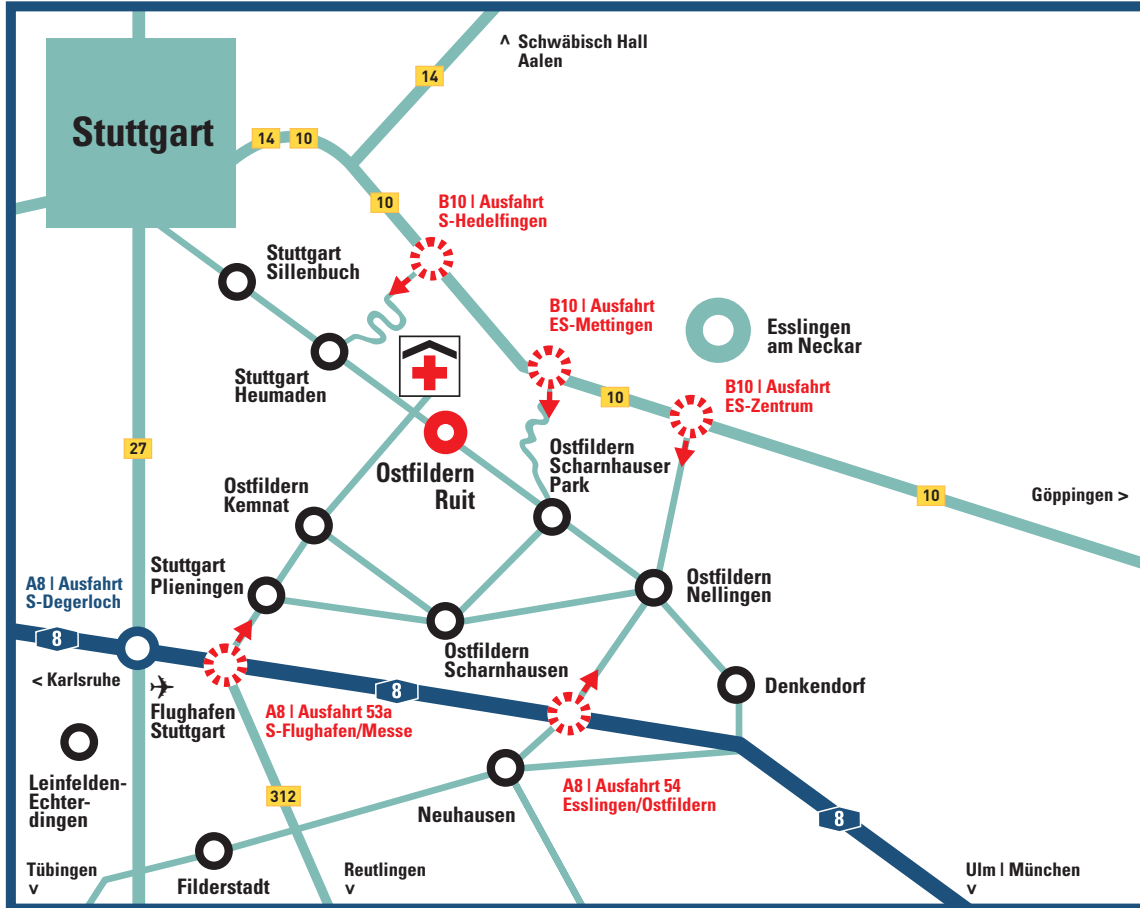 ^ Schwäbisch Hall
Aalen
14
Stuttgart
14
10
10
B10 | Ausfahrt
S-Hedelfingen
Stuttgart
Sillenbuch
B10 | Ausfahrt
ES-Mettingen
Esslingen
am Neckar
Stuttgart
Heumaden
10
B10 | Ausfahrt
ES-Zentrum
27
Ostfildern
Ruit
Ostfildern
Scharnhauser
Park
Ostfildern
Kemnat
10
Göppingen >
Stuttgart
Plieningen
A8 | Ausfahrt
S-Degerloch
Ostfildern
Nellingen
8
Ostfildern
Scharnhausen
< Karlsruhe
8
Denkendorf
Flughafen
Stuttgart
A8 | Ausfahrt 53a
S-Flughafen/Messe
Leinfelden-
Echter-
dingen
312
Neuhausen
A8 | Ausfahrt 54
Esslingen/Ostfildern
8
Tübingen
v
Filderstadt
Reutlingen
v
Ulm | München
v